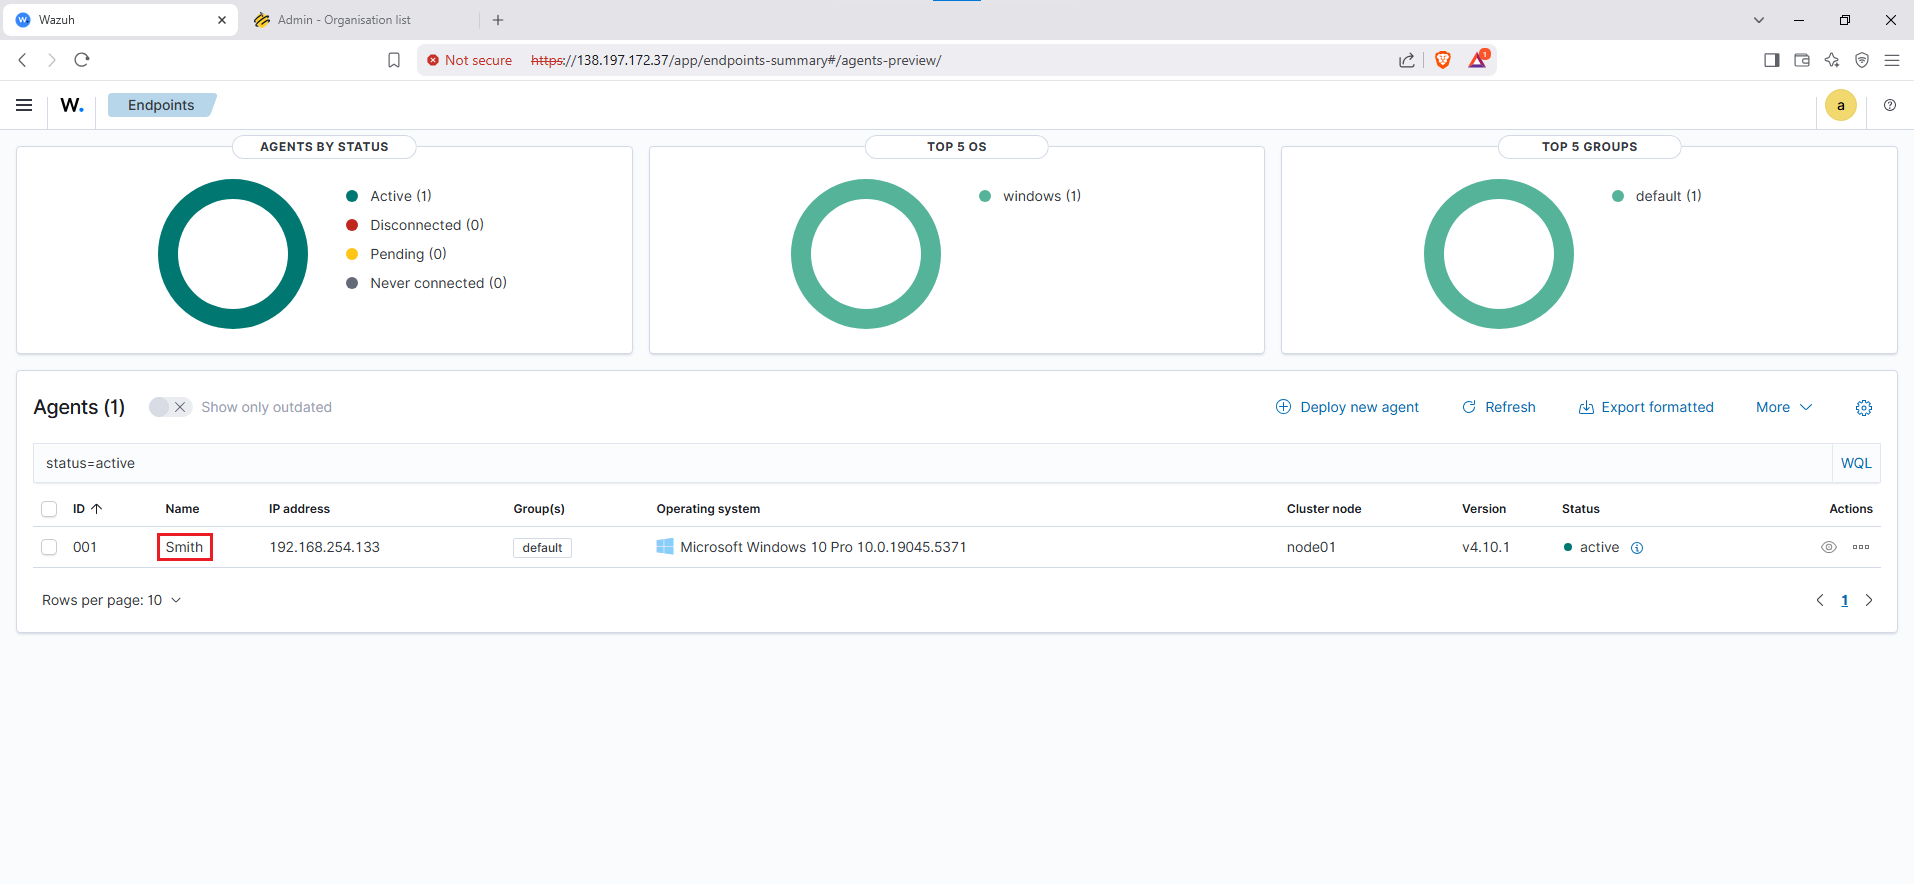 Wazuh
Admin - Organisation list
Not secure https://138.197.172.37/app/endpoints-summary#/agents-preview/
1
W. Endpoints
a
AGENTS BY STATUS
Active (1)
Disconnected (0)
Pending (0)
Never connected (0)
TOP 5 OS
windows (1)
TOP 5 GROUPS
default (1)
Agents (1) Show only outdated Deploy new agent Refresh Export formatted More
status=active WQL
ID Name IP address Group(s) Operating system Cluster node Version Status Actions
001 Smith 192.168.254.133 default Microsoft Windows 10 Pro 10.0.19045.5371 node01 v4.10.1 active
Rows per page: 10 1